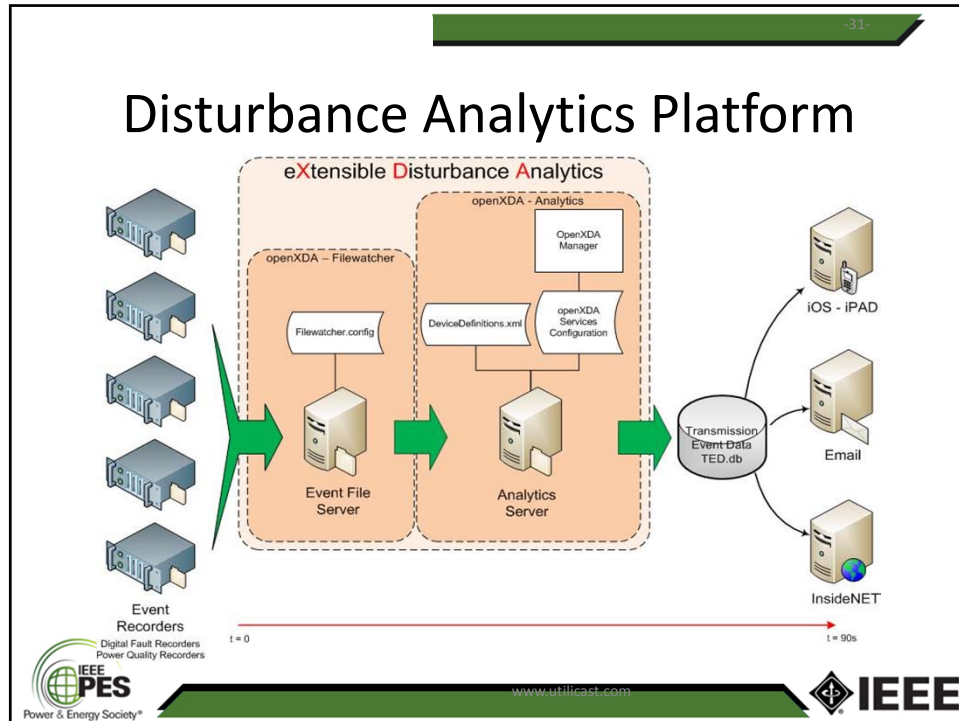 -31-
Disturbance Analytics Platform
eXtensible Disturbance Analytics
openXDA - Analytics
OpenXDA
Manager
openXDA – Filewatcher
Filewatcher.config
DeviceDefinitions.xml
openXDA
Services
Configuration
Event File
Server
Analytics
Server
Transmission
Event Data
TED.db
iOS - iPAD
Email
InsideNET
Event
Recorders
Digital Fault Recorders
Power Quality Recorders
t = 0
t = 90s
IEEE
PES
Power & Energy Society®
www.utilicast.com
IEEE